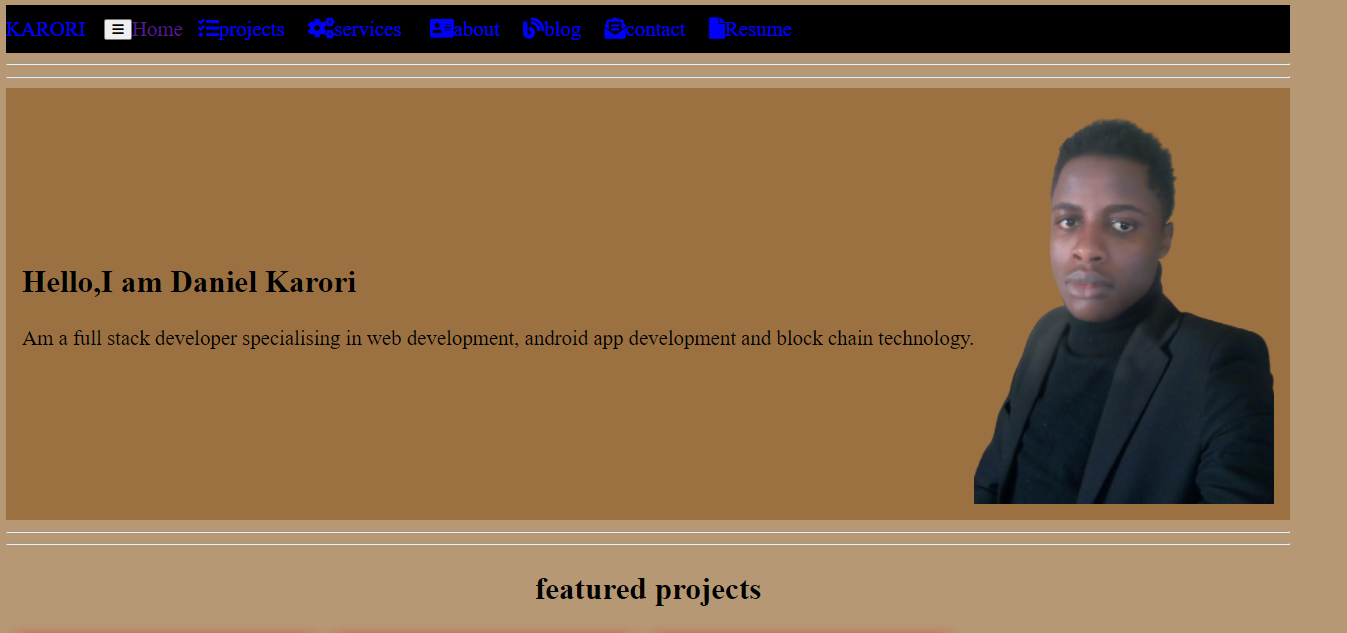 KARORI Home projects services about blog contact Resume
Hello,I am Daniel Karori
Am a full stack developer specialising in web development, android app development and block chain technology.
featured projects